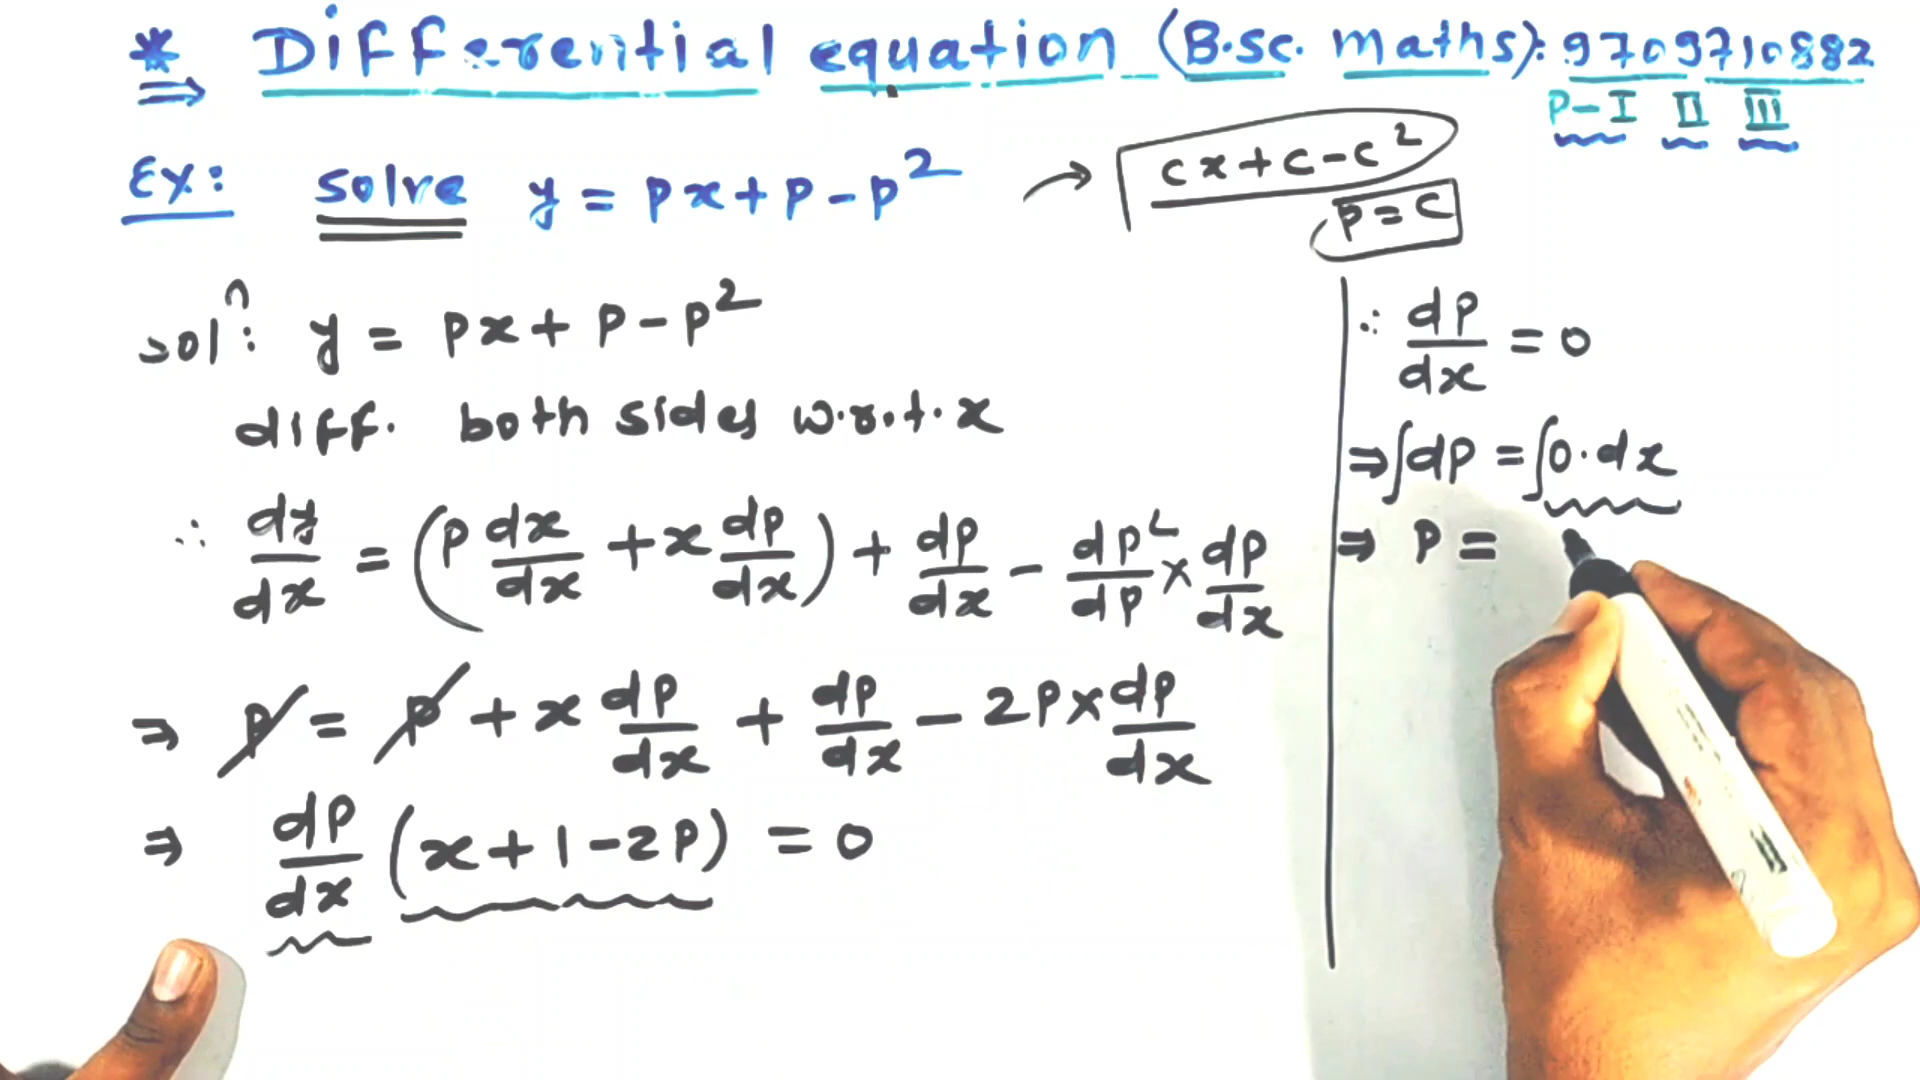 * Differential equation (B.sc. maths): 9709710882
⇒ P-I II III
Ex: solve y = px + p - p² → cx + c - c²
p = c
solⁿ: y = px + p - p²
diff. both sides w.r.t. x
∴ dy/dx = (p dx/dx + x dp/dx) + dp/dx - dp²/dp × dp/dx
⇒ p = p + x dp/dx + dp/dx - 2p × dp/dx
⇒ dp/dx (x + 1 - 2p) = 0
∴ dp/dx = 0
⇒ ∫dp = ∫0·dx
⇒ p =